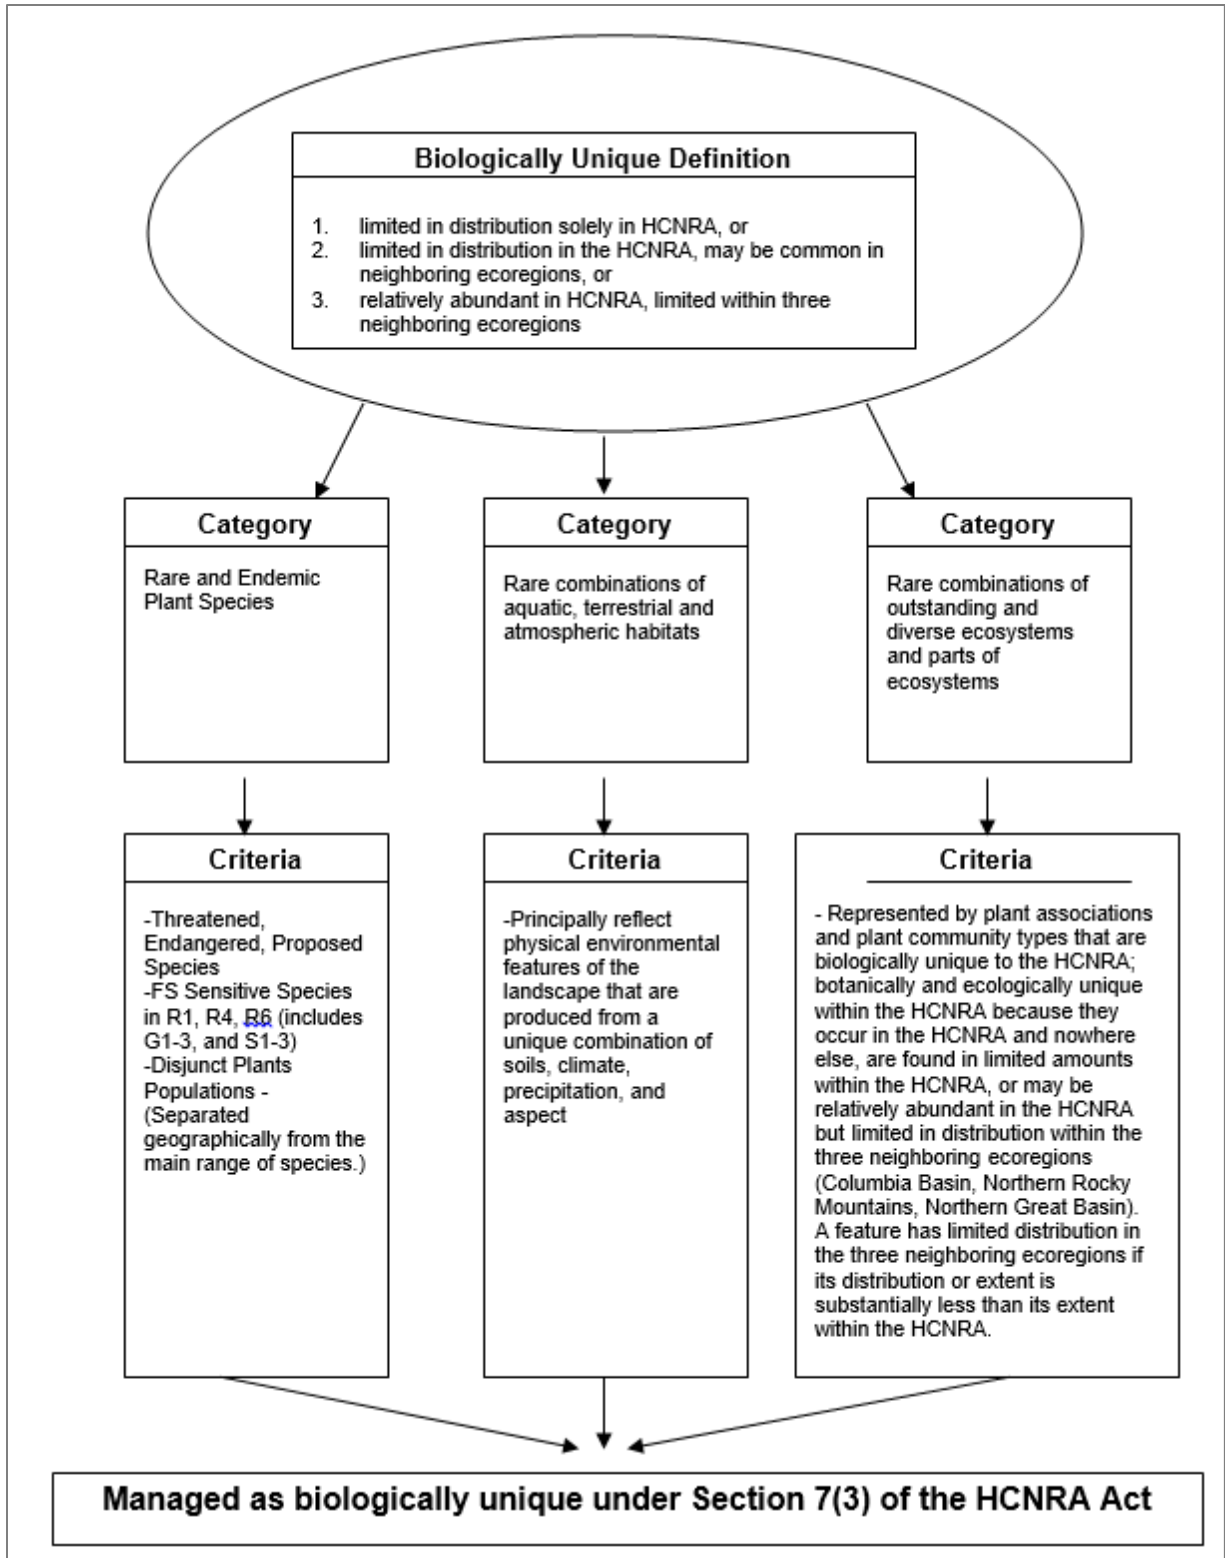 Biologically Unique Definition
1. limited in distribution solely in HCNRA, or
2. limited in distribution in the HCNRA, may be common in
neighboring ecoregions, or
3. relatively abundant in HCNRA, limited within three
neighboring ecoregions
Category
Rare and Endemic
Plant Species
Category
Rare combinations of
aquatic, terrestrial and
atmospheric habitats
Category
Rare combinations of
outstanding and
diverse ecosystems
and parts of
ecosystems
Criteria
-Threatened,
Endangered, Proposed
Species
-FS Sensitive Species
in R1, R4, R6 (includes
G1-3, and S1-3)
-Disjunct Plants
Populations -
(Separated
geographically from the
main range of species.)
Criteria
-Principally reflect
physical environmental
features of the
landscape that are
produced from a
unique combination of
soils, climate,
precipitation, and
aspect
Criteria
- Represented by plant associations
and plant community types that are
biologically unique to the HCNRA;
botanically and ecologically unique
within the HCNRA because they
occur in the HCNRA and nowhere
else, are found in limited amounts
within the HCNRA, or may be
relatively abundant in the HCNRA
but limited in distribution within the
three neighboring ecoregions
(Columbia Basin, Northern Rocky
Mountains, Northern Great Basin).
A feature has limited distribution in
the three neighboring ecoregions if
its distribution or extent is
substantially less than its extent
within the HCNRA.
Managed as biologically unique under Section 7(3) of the HCNRA Act